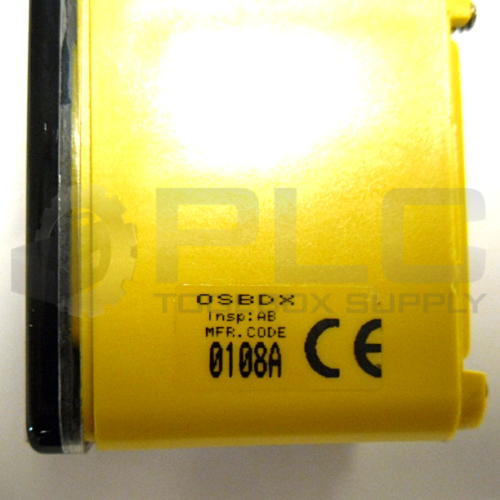 PLC
TOOLBOX SUPPLY
OSBDX
insp:AB
MFR.CODE
0108A CE